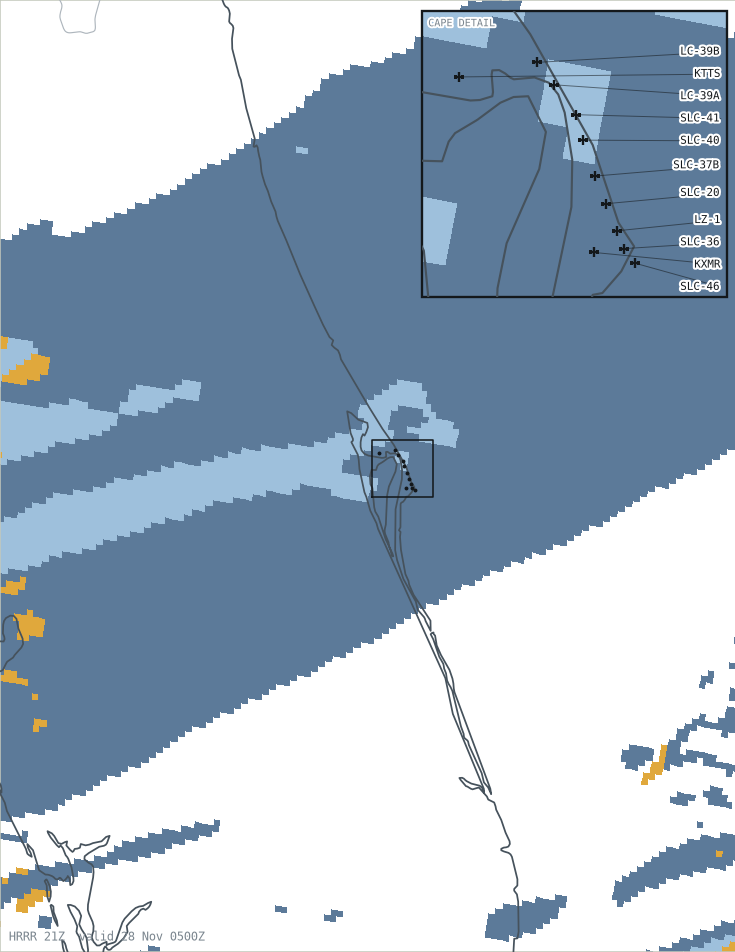 CAPE DETAIL
LC-39B
KTTS
LC-39A
SLC-41
SLC-40
SLC-37B
SLC-20
LZ-1
SLC-36
KXMR
SLC-46
HRRR 21Z valid 28 Nov 0500Z